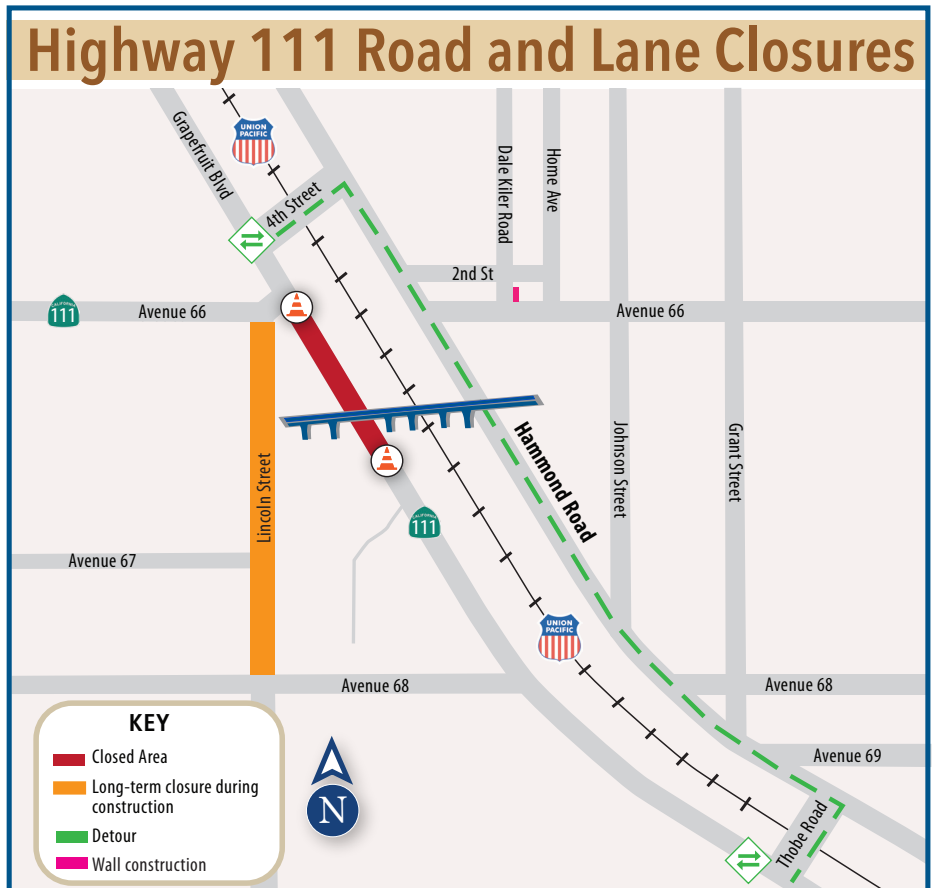 Highway 111 Road and Lane Closures
Grapefruit Blvd
UNION
PACIFIC
4th Street
Dale Kiler Road
Home Ave
2nd St
CALIFORNIA
111
Avenue 66
Avenue 66
Lincoln Street
Hammond Road
Johnson Street
Grant Street
CALIFORNIA
111
Avenue 67
UNION
PACIFIC
Avenue 68
Avenue 68
Avenue 69
Thobe Road
KEY
Closed Area
Long-term closure during
construction
Detour
Wall construction
N